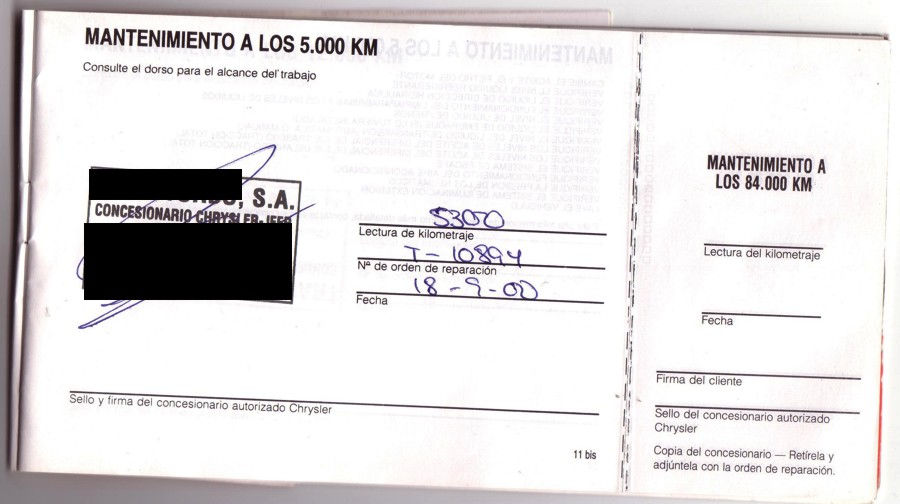 MANTENIMIENTO A LOS 5.000 KM
Consulte el dorso para el alcance del trabajo
S.A.
CONCESIONARIO CHRYSLER-JEEP
5300
Lectura de kilometraje
T-10894
Nº de orden de reparación
18-9-00
Fecha
Sello y firma del concesionario autorizado Chrysler
11 bis
MANTENIMIENTO A
LOS 84.000 KM
Lectura del kilometraje
Fecha
Firma del cliente
Sello del concesionario autorizado
Chrysler
Copia del concesionario — Retírela y
adjúntela con la orden de reparación.